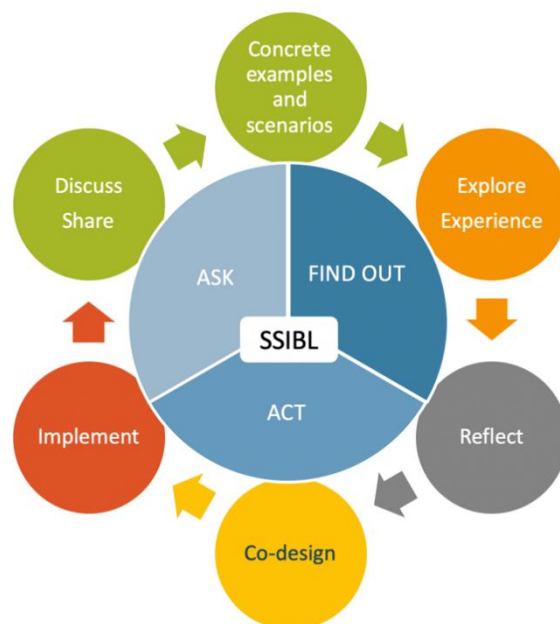 Concrete
examples
and
scenarios
Discuss
Share
Explore
Experience
ASK
FIND OUT
SSIBL
ACT
Implement
Reflect
Co-design